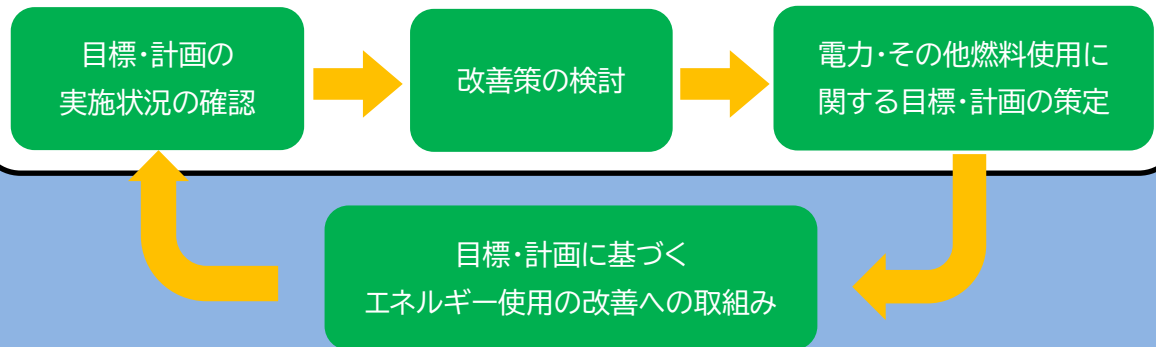 目標・計画の
実施状況の確認
改善策の検討
電力・その他燃料使用に
関する目標・計画の策定
目標・計画に基づく
エネルギー使用の改善への取組み